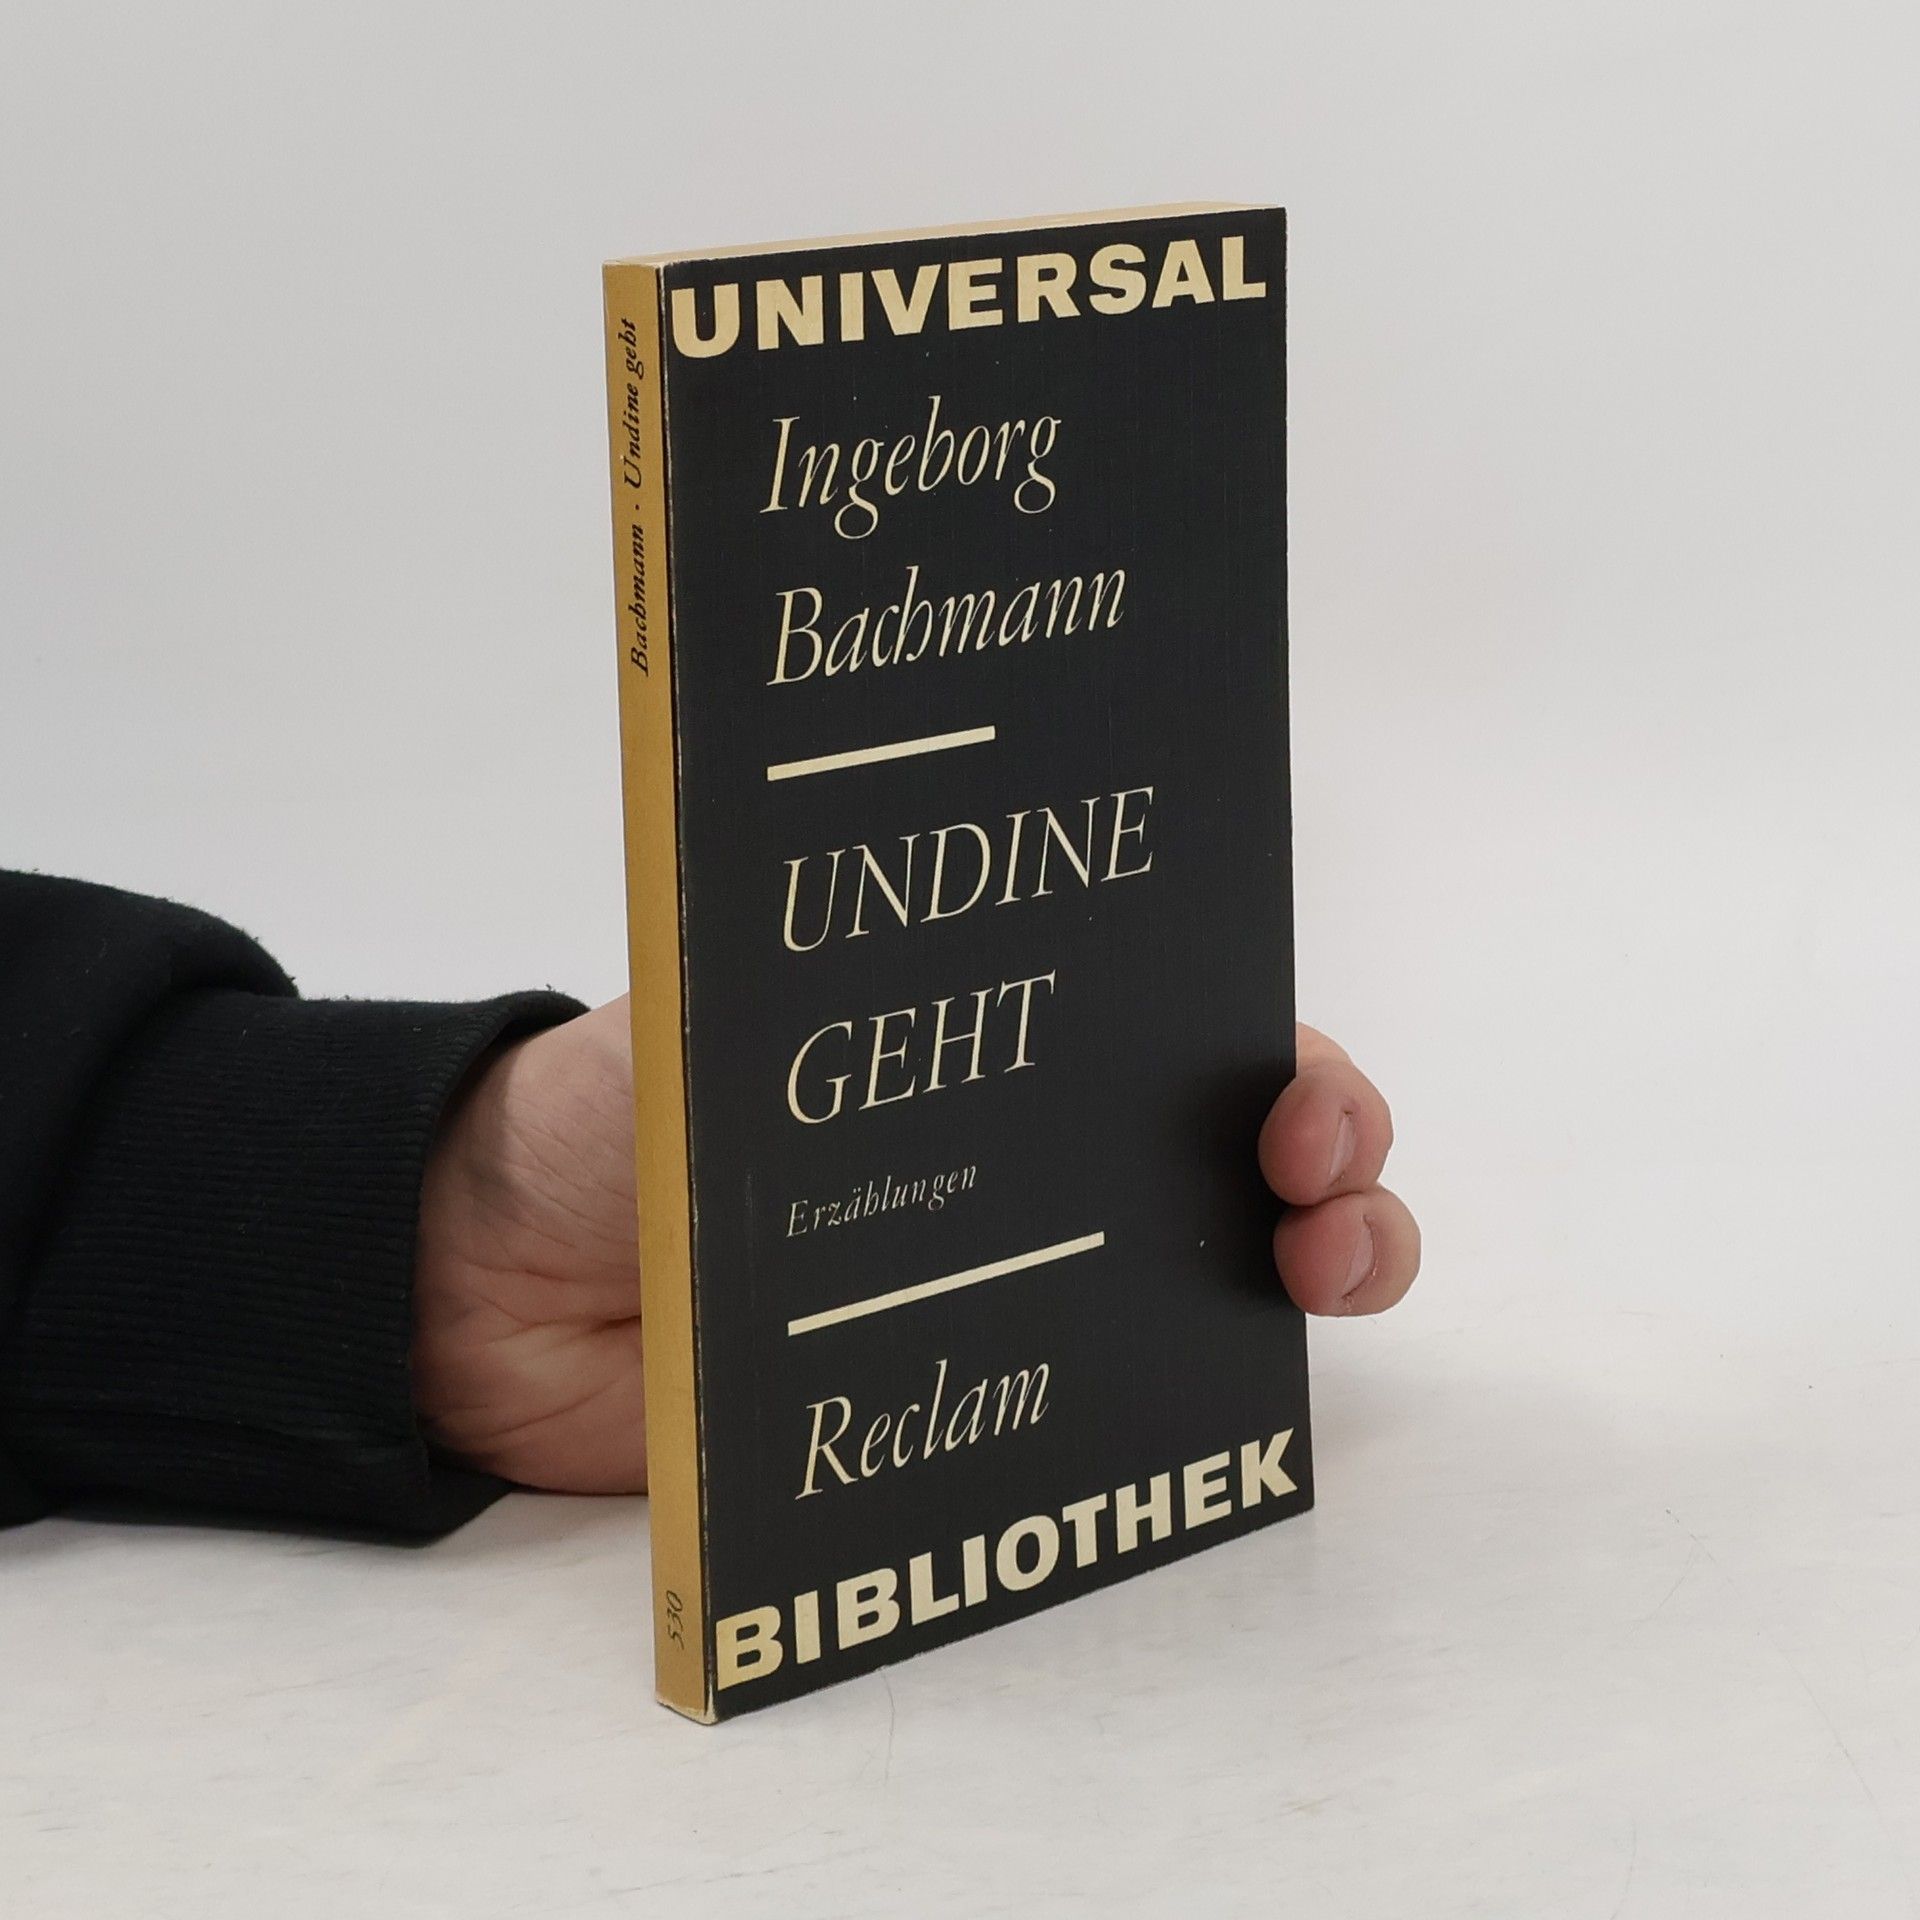 Bachmann · Undine geht
530
UNIVERSAL
Ingeborg
Bachmann
UNDINE
GEHT
Erzählungen
Reclam
BIBLIOTHEK